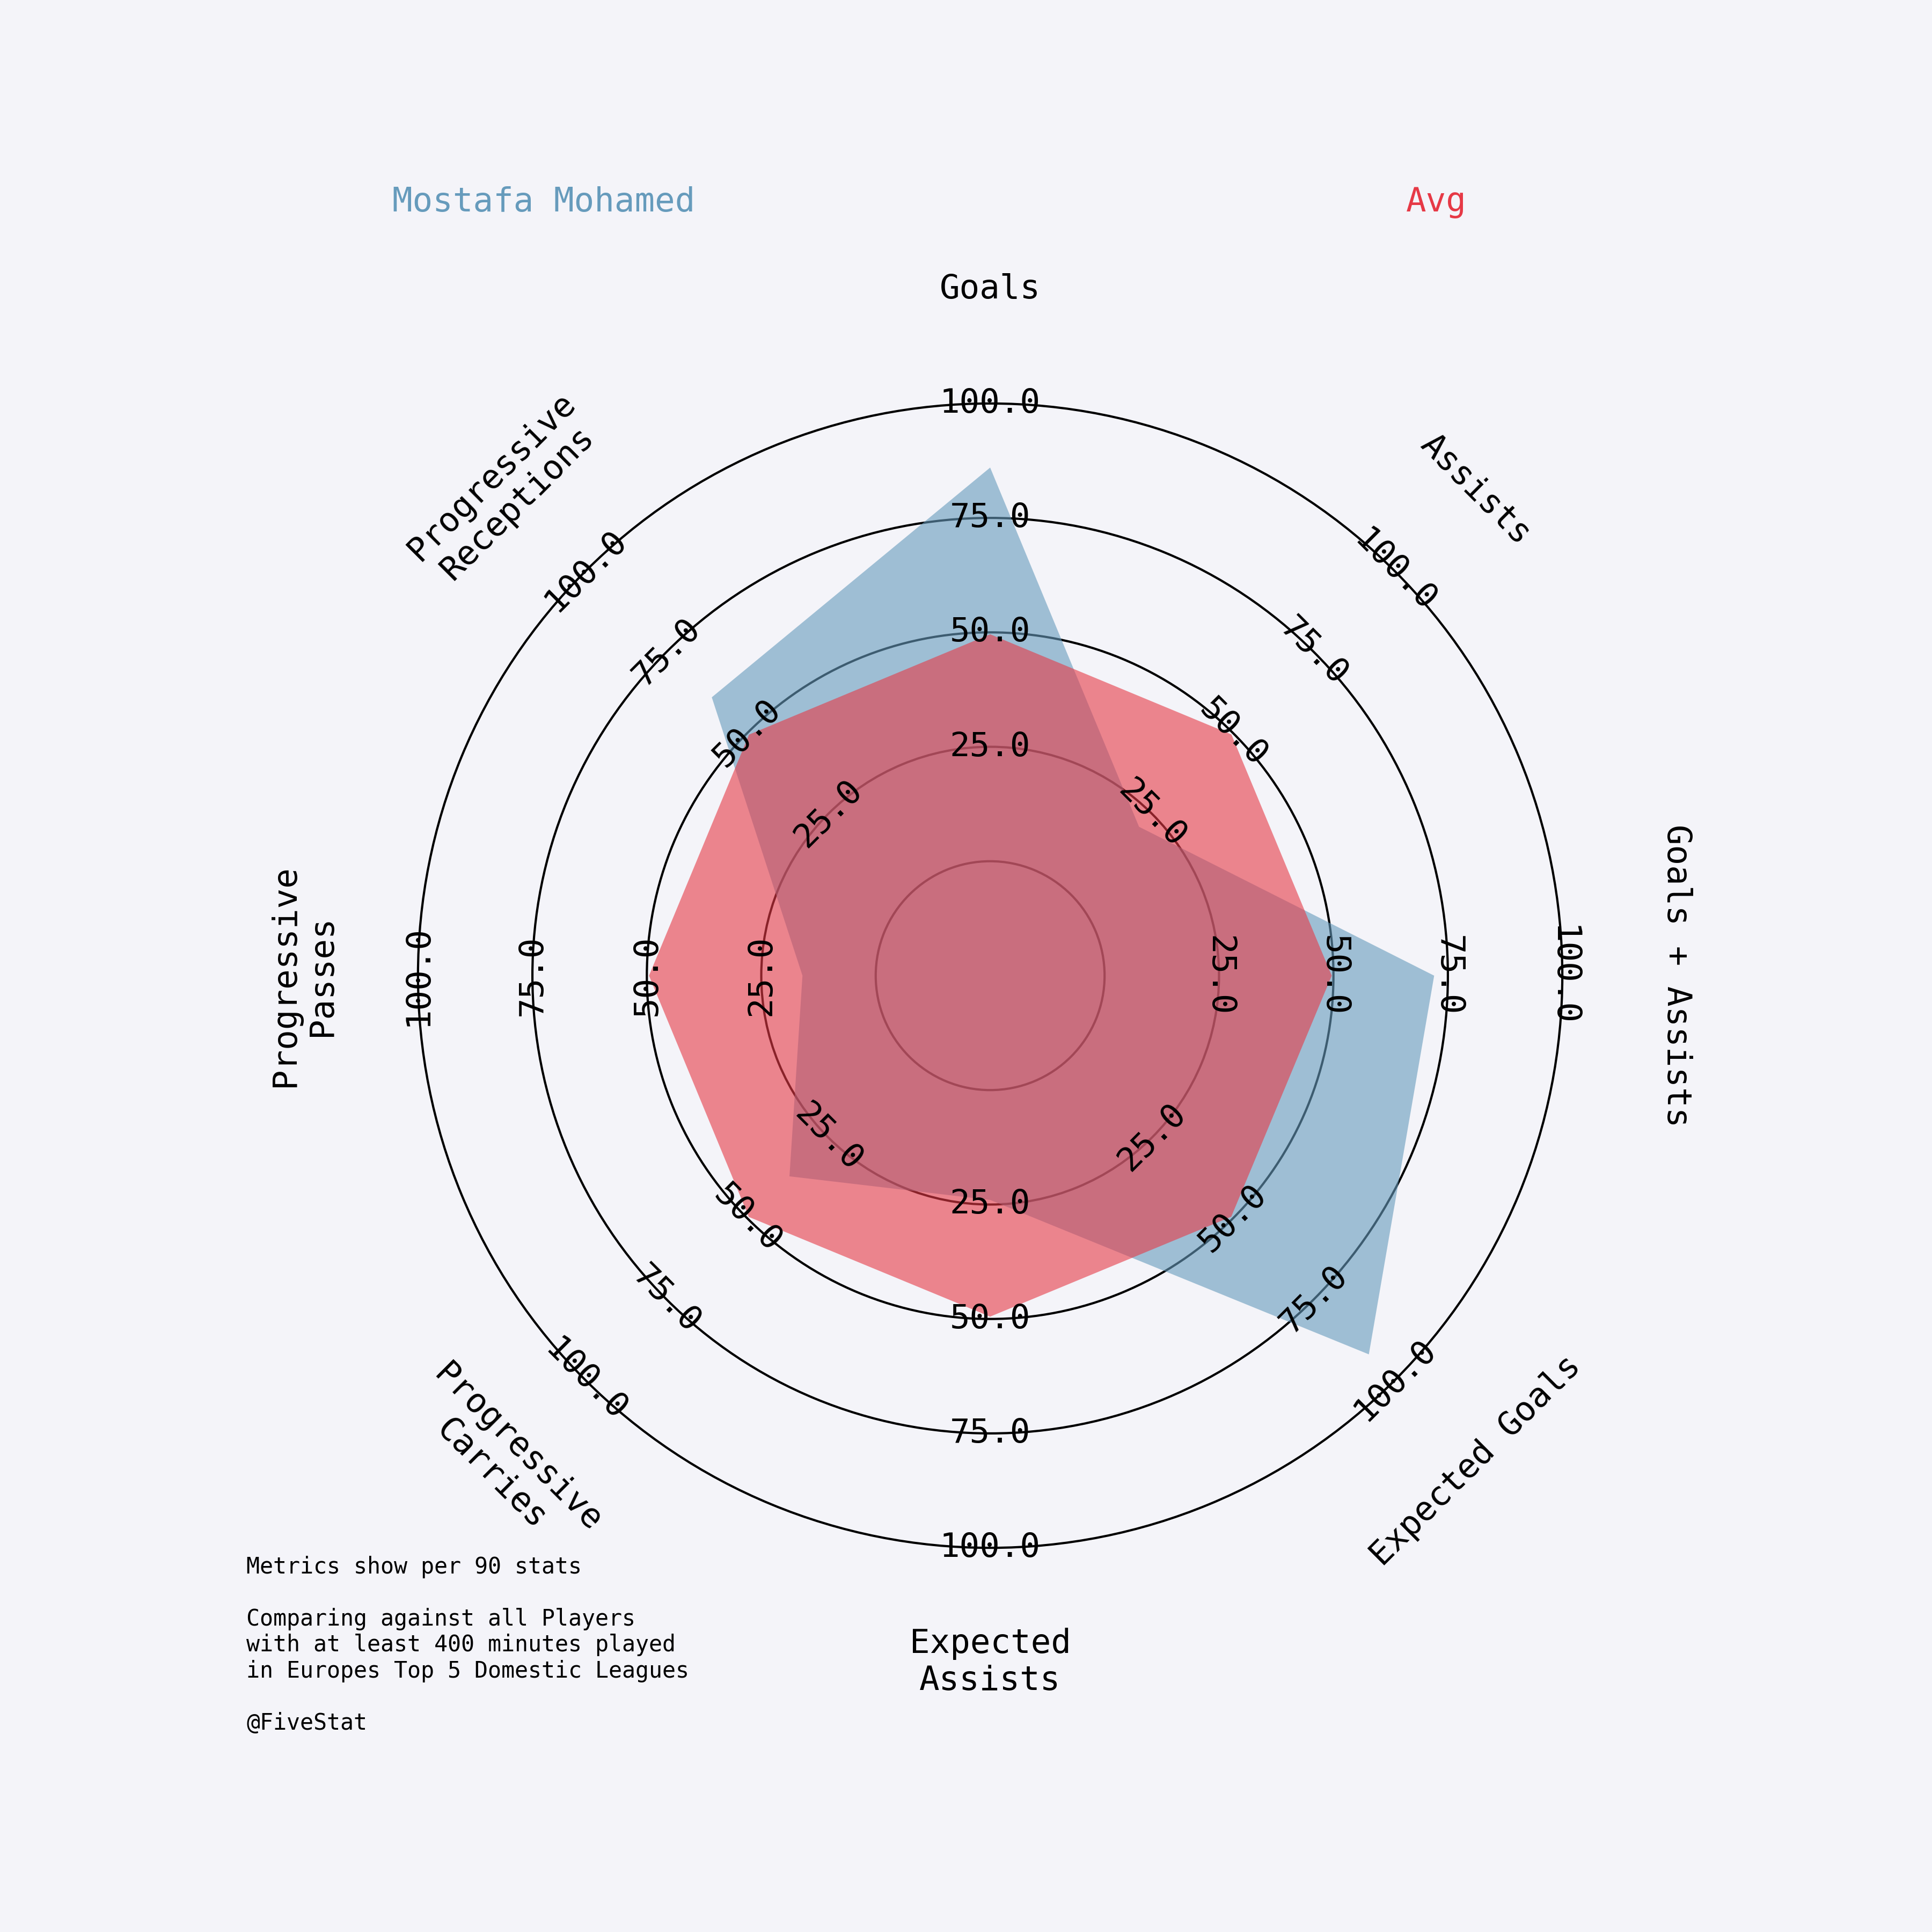 Mostafa Mohamed
Avg
Goals
Assists
Goals + Assists
Expected Goals
Expected
Assists
Progressive
Carries
Progressive
Passes
Progressive
Receptions
25.0
50.0
75.0
100.0
25.0
50.0
75.0
100.0
25.0
50.0
75.0
100.0
25.0
50.0
75.0
100.0
25.0
50.0
75.0
100.0
25.0
50.0
75.0
100.0
25.0
50.0
75.0
100.0
25.0
50.0
75.0
100.0
Metrics show per 90 stats
Comparing against all Players
with at least 400 minutes played
in Europes Top 5 Domestic Leagues
@FiveStat